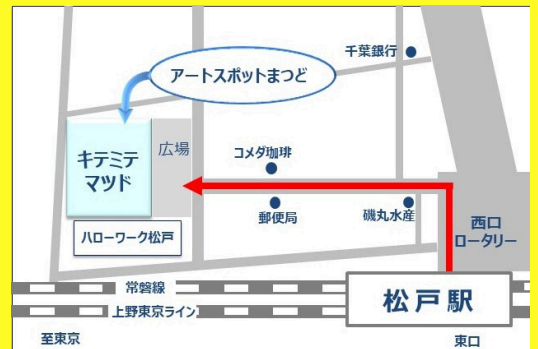 千葉銀行
アートスポットまつど
キテミテ
マツド
広場
コメダ珈琲
郵便局
磯丸水産
西口
ロータリー
ハローワーク松戸
常磐線
上野東京ライン
松戸駅
至東京
東口